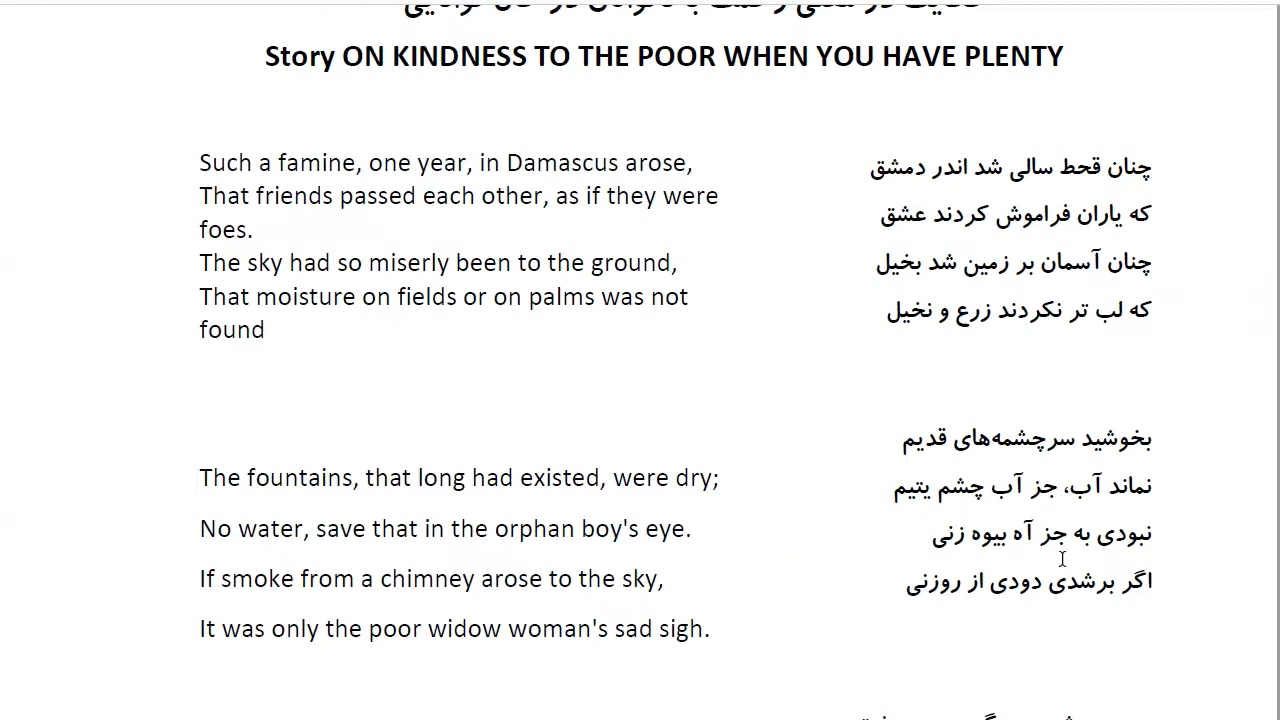 Story ON KINDNESS TO THE POOR WHEN YOU HAVE PLENTY
Such a famine, one year, in Damascus arose,
That friends passed each other, as if they were
foes.
The sky had so miserly been to the ground,
That moisture on fields or on palms was not
found
چنان قحط سالی شد اندر دمشق
که یاران فراموش کردند عشق
چنان آسمان بر زمین شد بخیل
که لب تر نکردند زرع و نخیل
The fountains, that long had existed, were dry;
No water, save that in the orphan boy's eye.
If smoke from a chimney arose to the sky,
It was only the poor widow woman's sad sigh.
بخوشید سرچشمه‌های قدیم
نماند آب، جز آب چشم یتیم
نبودی به جز آه بیوه زنی
اگر برشدی دودی از روزنی